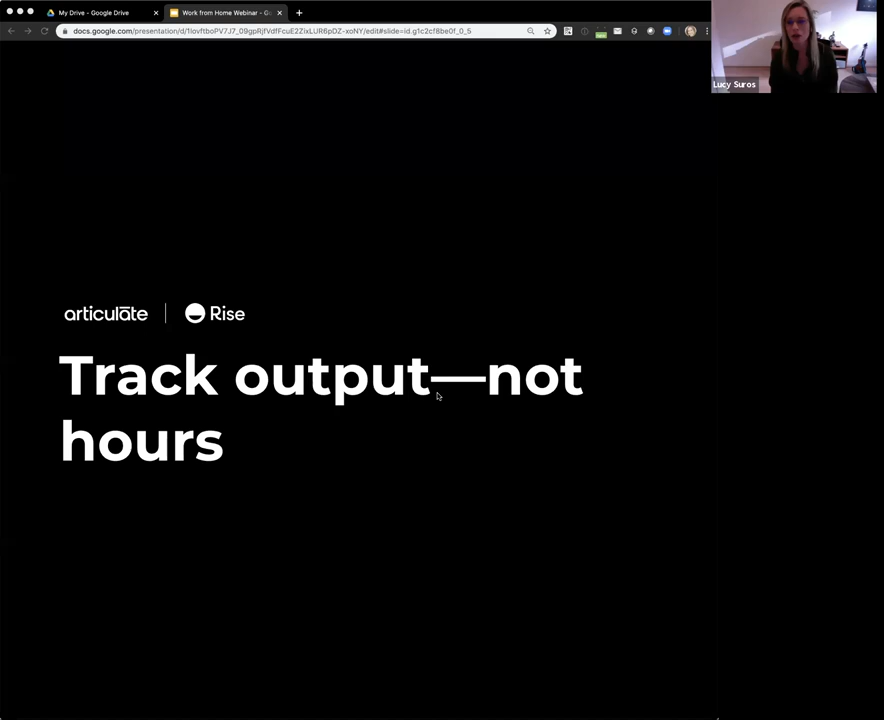 My Drive - Google Drive
Work from Home Webinar - Go
docs.google.com/presentation/d/1lovftboPV7J7_09gpRjfVdfFcuE2ZixLUR6pDZ-xoNY/edit#slide=id.g1c2cf8be0f_0_5
Lucy Suros
articulate | Rise
Track output—not
hours